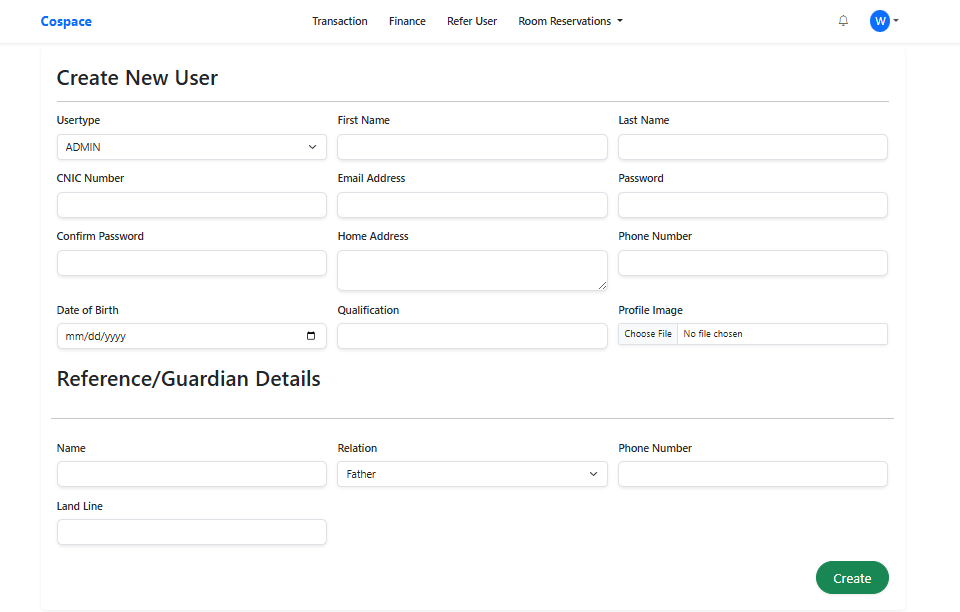 Cospace Transaction Finance Refer User Room Reservations W
Create New User
Usertype First Name Last Name
ADMIN
CNIC Number Email Address Password
Confirm Password Home Address Phone Number
Date of Birth Qualification Profile Image
mm/dd/yyyy Choose File No file chosen
Reference/Guardian Details
Name Relation Phone Number
Father
Land Line
Create